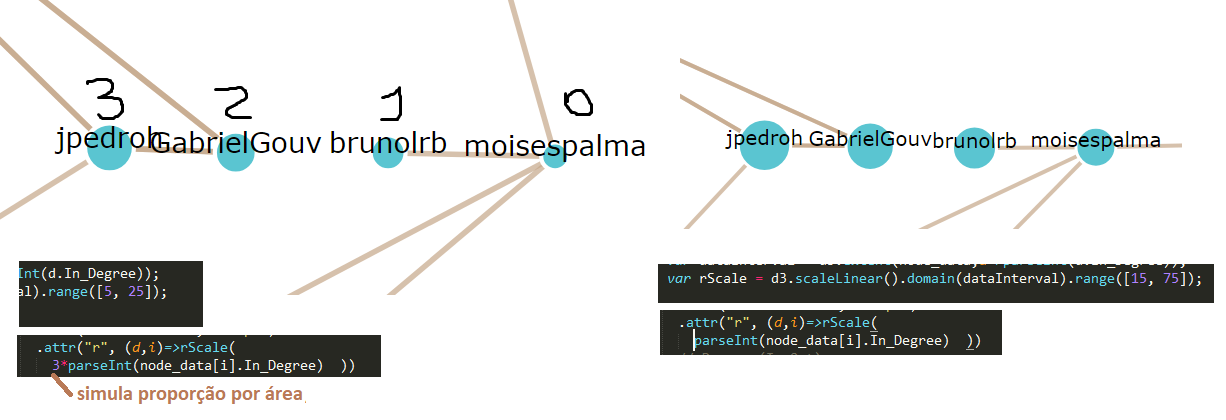 3 2 1 0
jpedroh GabrielGouv brunolrb moisespalma
jpedroh GabrielGouv brunolrb moisespalma
Int(d.In_Degree));
al).range([5, 25]);
.attr("r", (d,i)=>rScale(
3*parseInt(node_data[i].In_Degree) ))
simula proporção por área
var rScale = d3.scaleLinear().domain(dataInterval).range([15, 75]);
.attr("r", (d,i)=>rScale(
parseInt(node_data[i].In_Degree) ))